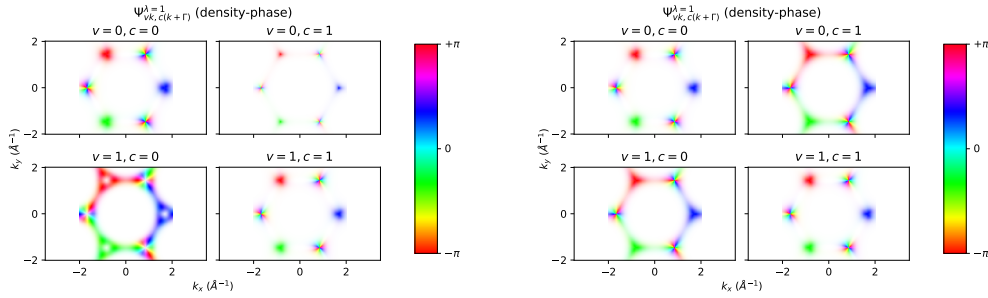 Ψ^{λ=1}_{vk,c(k+Γ)} (density-phase)
v = 0, c = 0
v = 0, c = 1
2
0
−2
+π
0
−π
v = 1, c = 0
v = 1, c = 1
2
0
−2
−2 0 2
−2 0 2
k_y (Å⁻¹)
k_x (Å⁻¹)
Ψ^{λ=1}_{vk,c(k+Γ)} (density-phase)
v = 0, c = 0
v = 0, c = 1
2
0
−2
+π
0
−π
v = 1, c = 0
v = 1, c = 1
2
0
−2
−2 0 2
−2 0 2
k_y (Å⁻¹)
k_x (Å⁻¹)